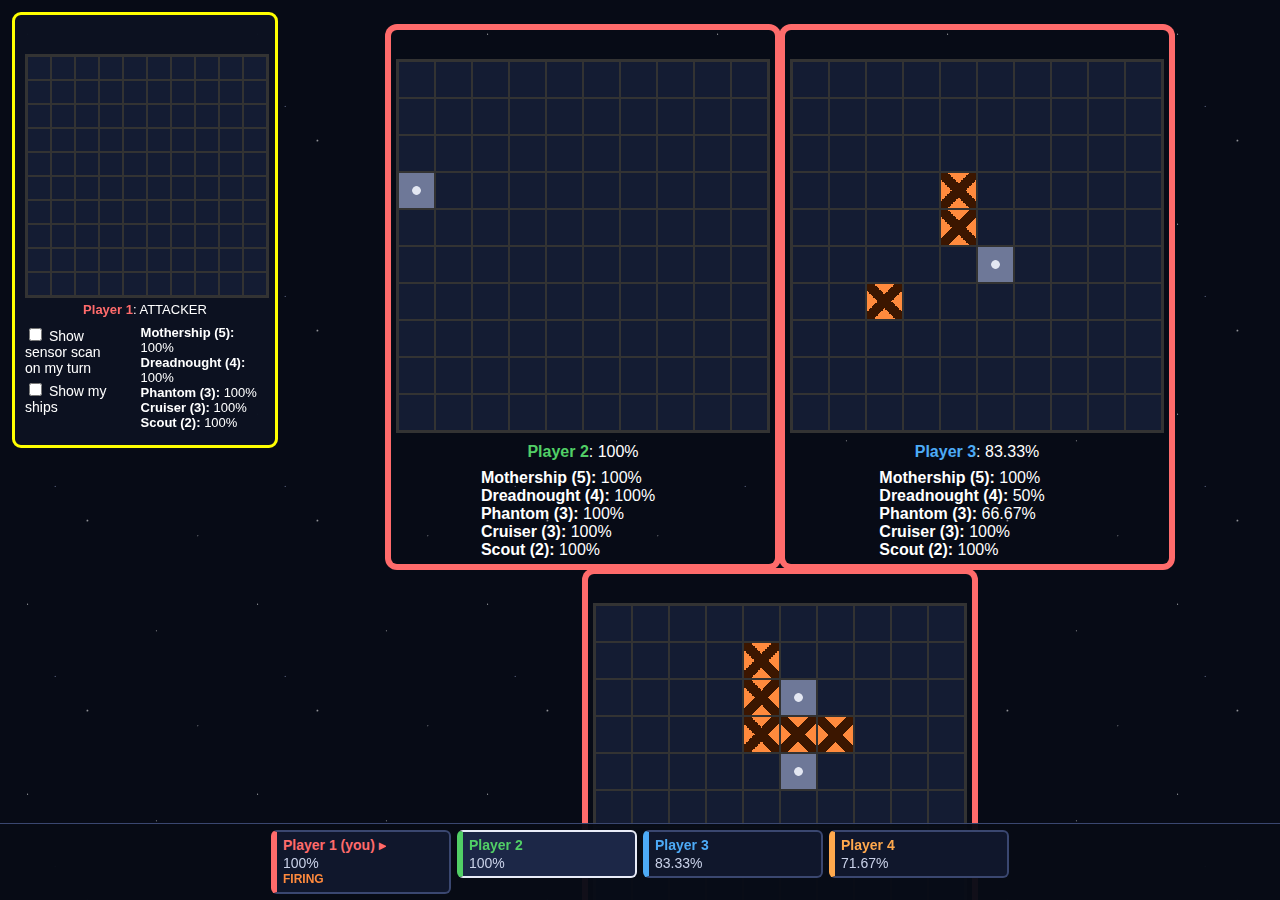 Player 1: ATTACKER
Show
sensor scan
on my turn
Show my
ships
Mothership (5):
100%
Dreadnought (4):
100%
Phantom (3): 100%
Cruiser (3): 100%
Scout (2): 100%
Player 2: 100%
Mothership (5): 100%
Dreadnought (4): 100%
Phantom (3): 100%
Cruiser (3): 100%
Scout (2): 100%
Player 3: 83.33%
Mothership (5): 100%
Dreadnought (4): 50%
Phantom (3): 66.67%
Cruiser (3): 100%
Scout (2): 100%
Player 1 (you) ▸
100%
FIRING
Player 2
100%
Player 3
83.33%
Player 4
71.67%